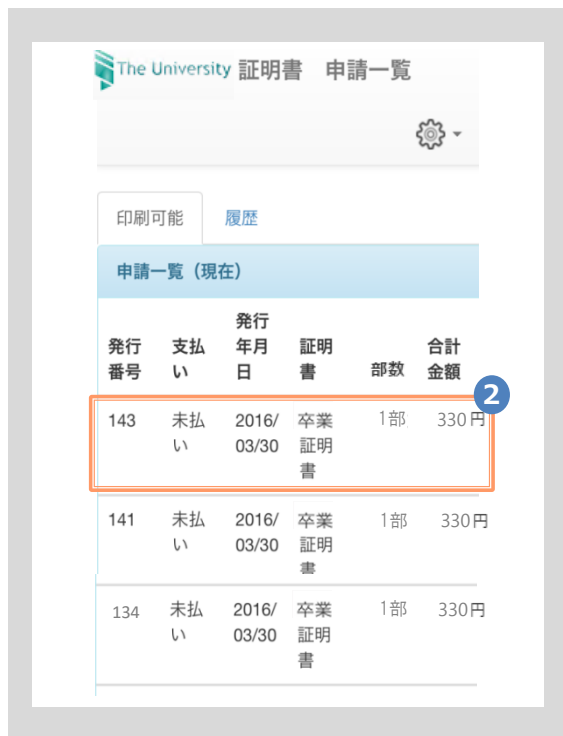 The University 証明書 申請一覧
印刷可能 履歴
申請一覧（現在）
発行番号 支払い 発行年月日 証明書 部数 合計金額
2
143 未払い 2016/03/30 卒業証明書 1部 330円
141 未払い 2016/03/30 卒業証明書 1部 330円
134 未払い 2016/03/30 卒業証明書 1部 330円